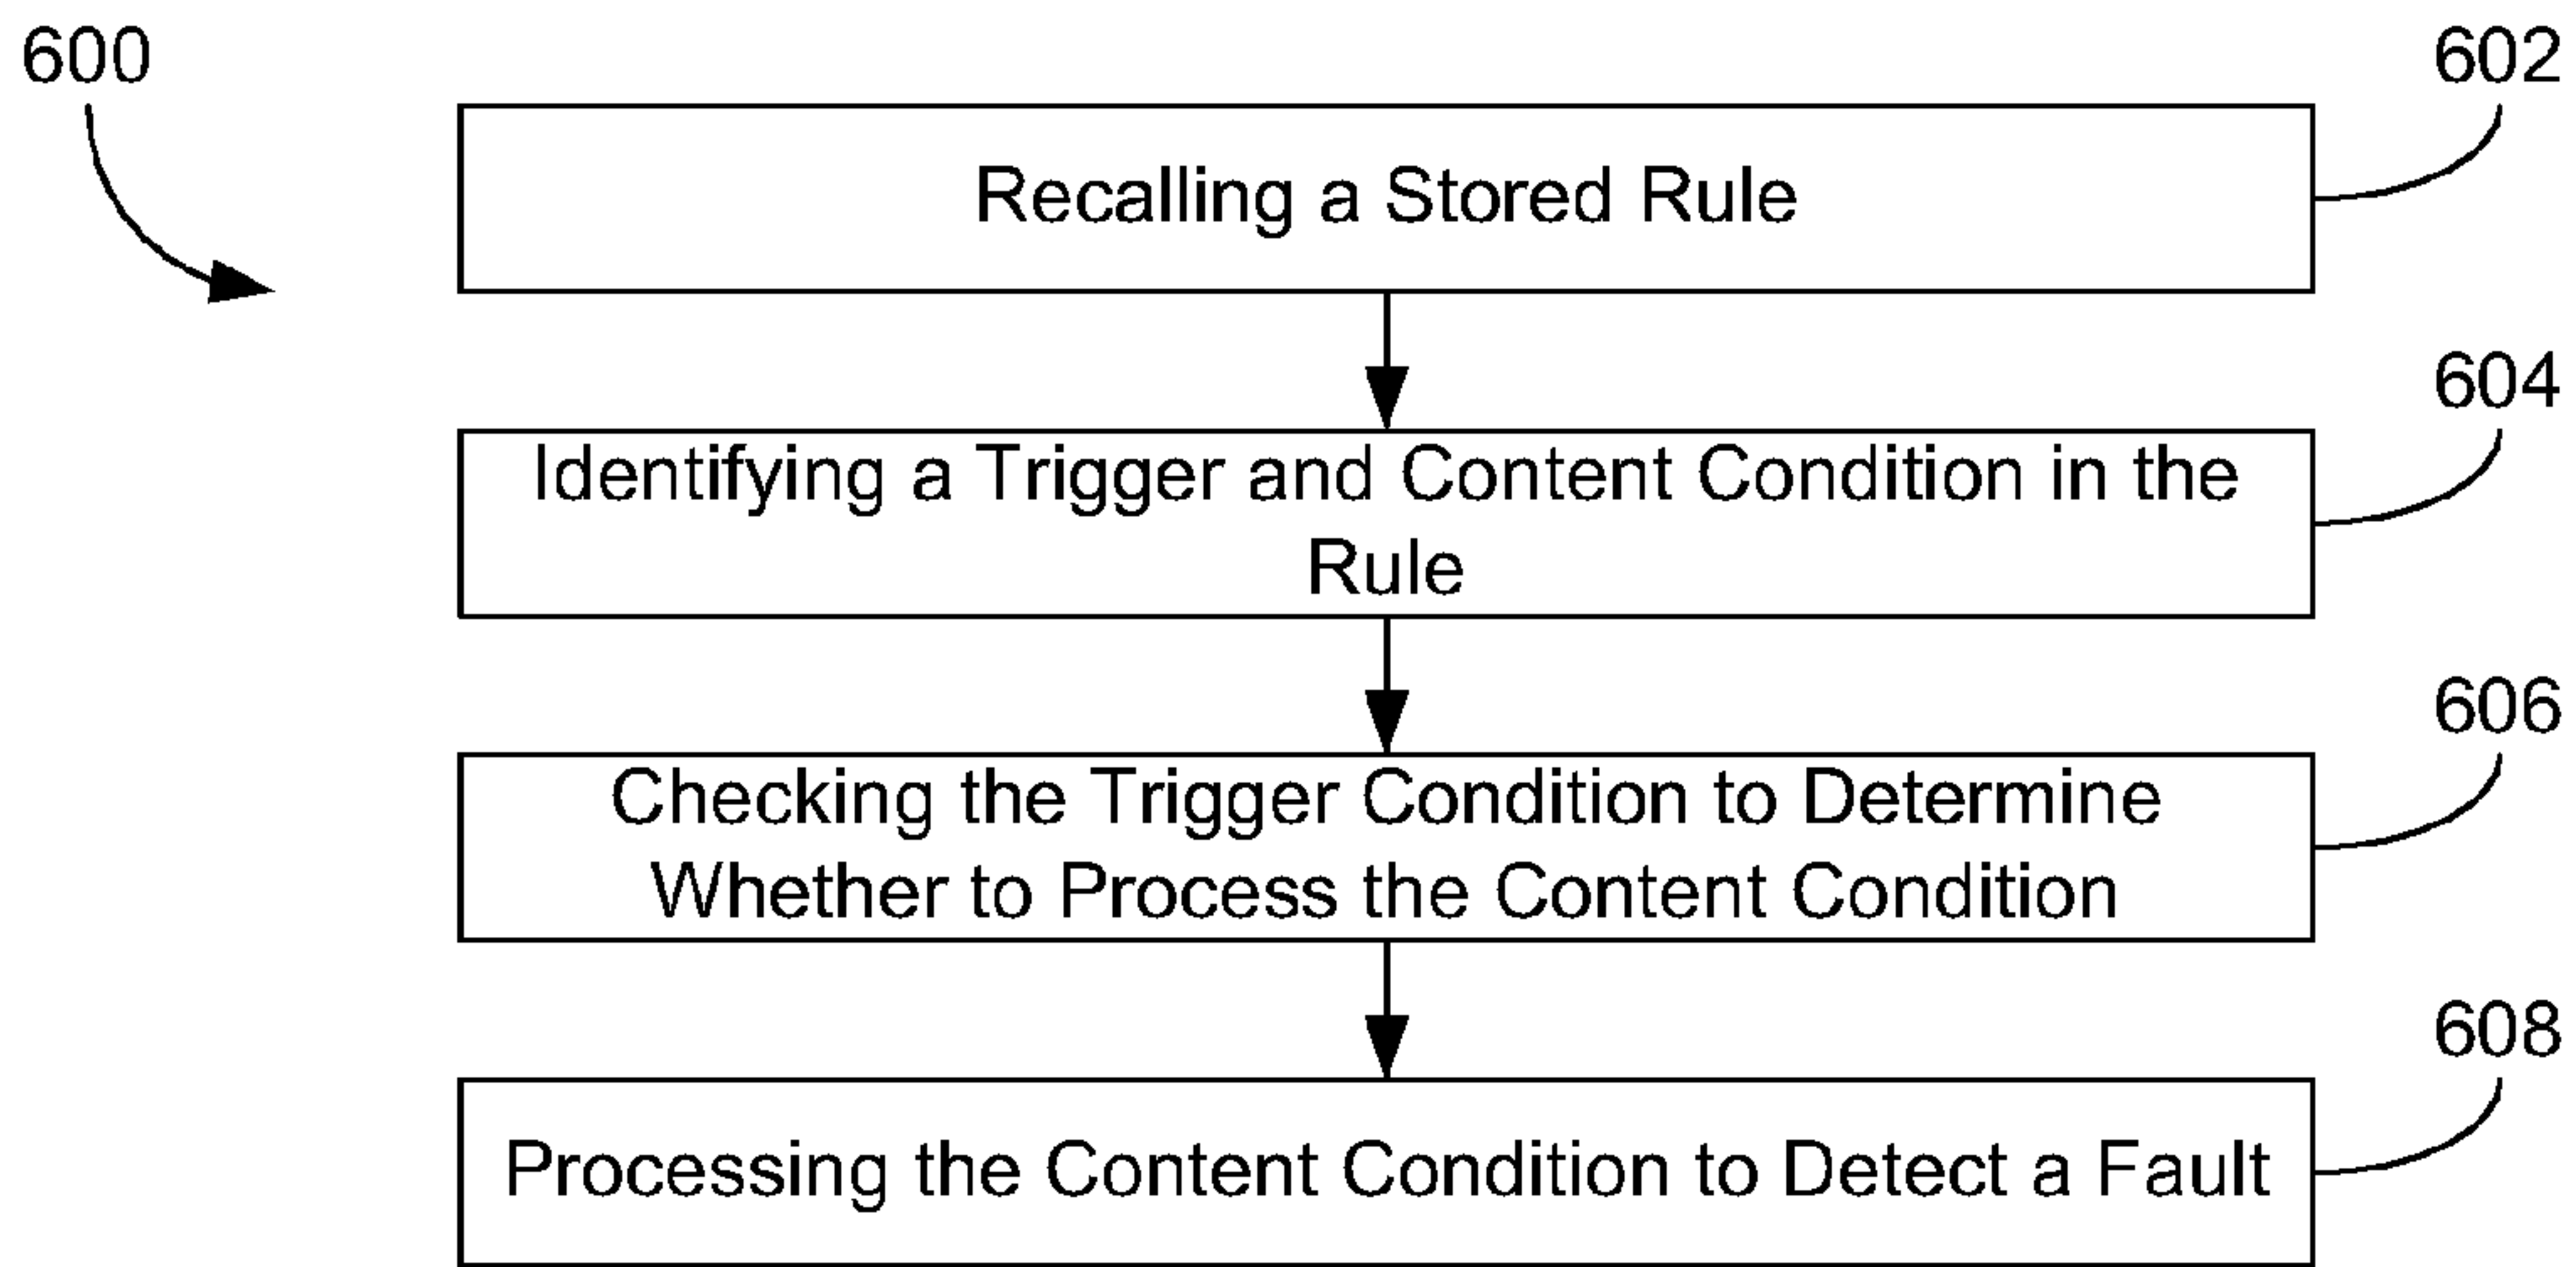 600
602
Recalling a Stored Rule
604
Identifying a Trigger and Content Condition in the
Rule
606
Checking the Trigger Condition to Determine
Whether to Process the Content Condition
608
Processing the Content Condition to Detect a Fault